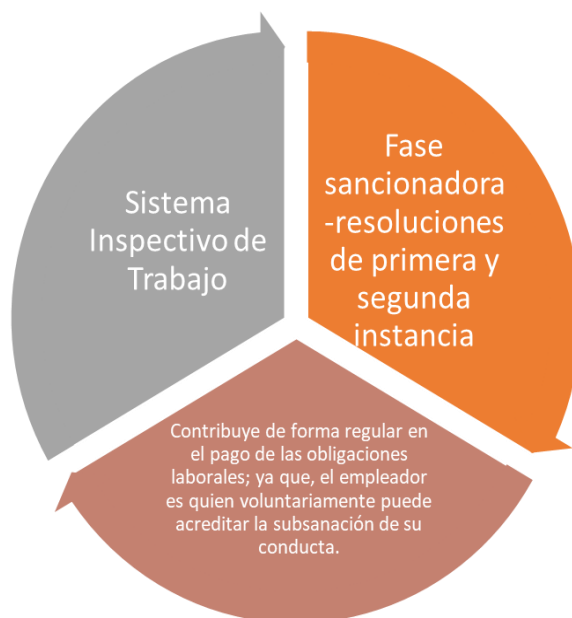 Sistema
Inspectivo de
Trabajo
Fase
sancionadora
-resoluciones
de primera y
segunda
instancia
Contribuye de forma regular en
el pago de las obligaciones
laborales; ya que, el empleador
es quien voluntariamente puede
acreditar la subsanación de su
conducta.